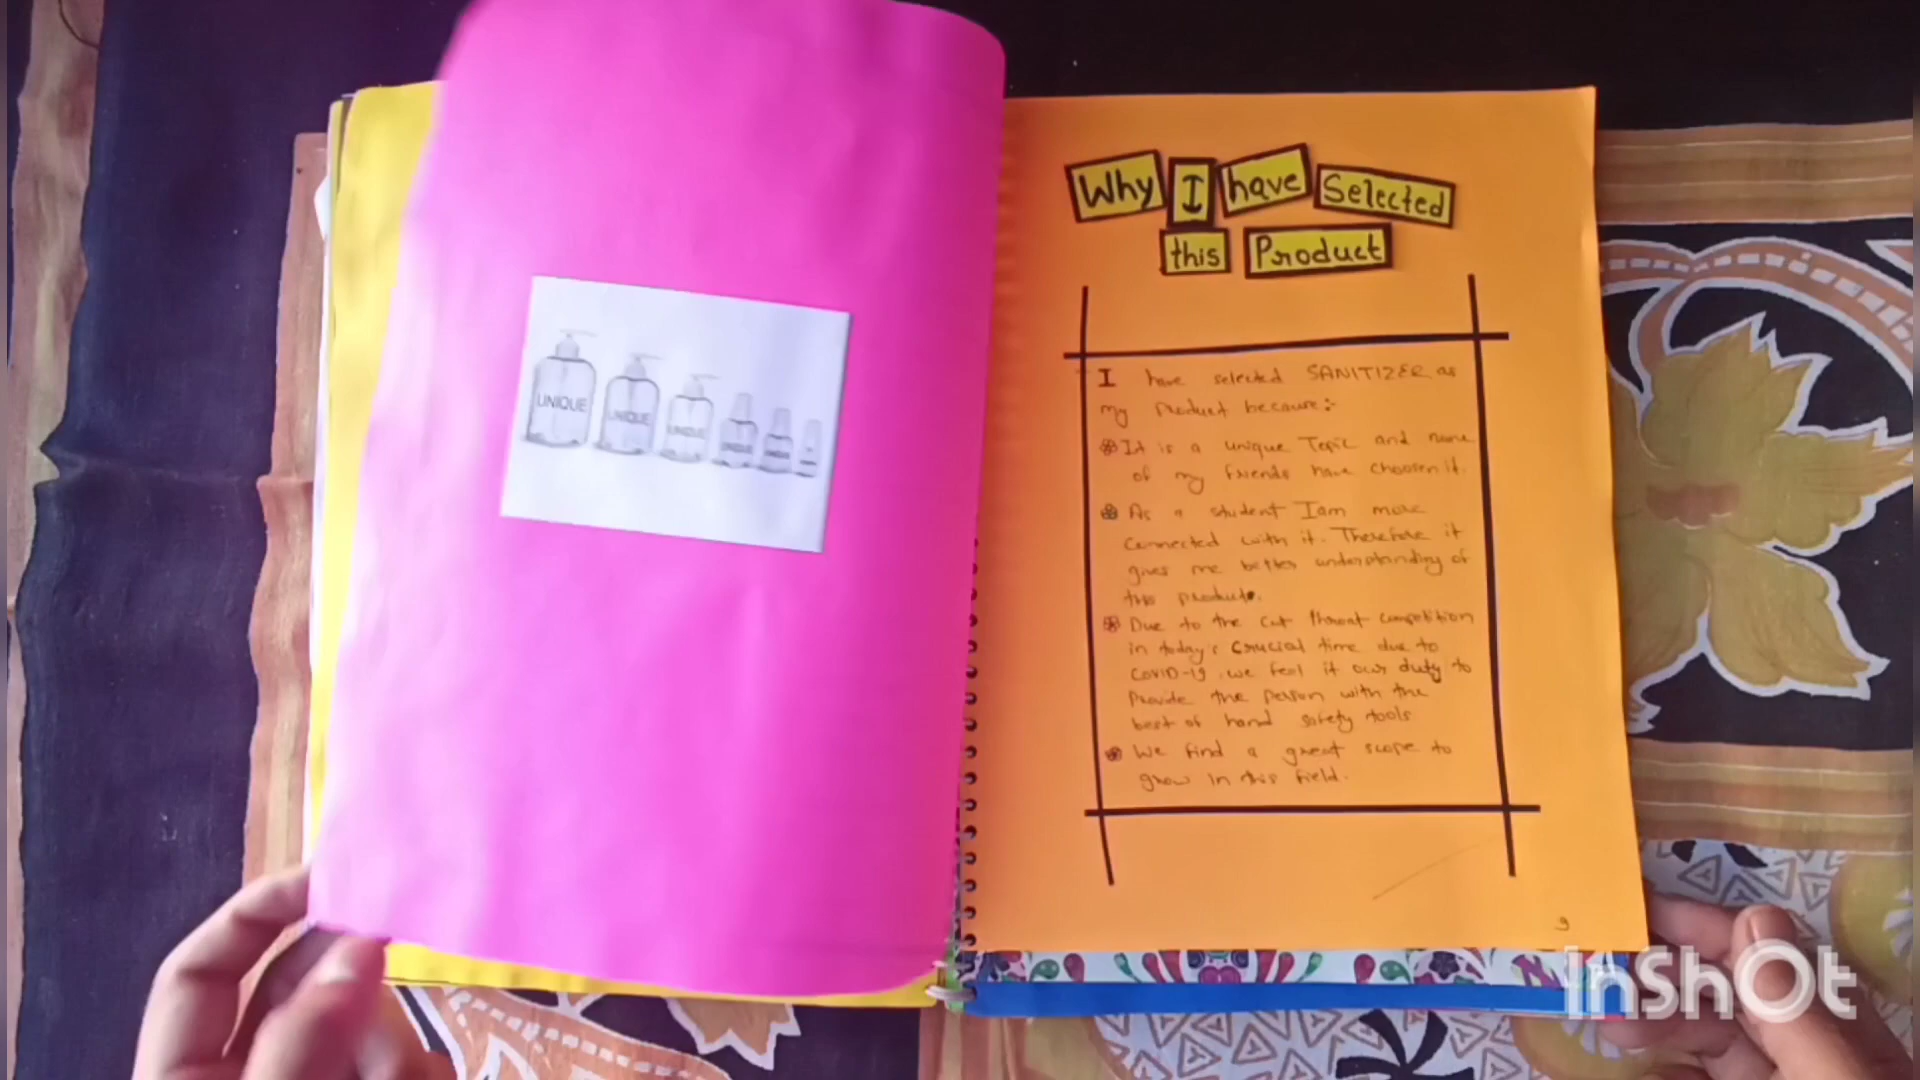 UNIQUE
UNIQUE
UNIQUE
UNIQUE
UNIQUE
Why I have Selected
this Product
I have selected SANITIZER as
my Product because:-
It is a unique Topic and none
of my friends have choosen it.
As a student I am more
connected with it. Therefore it
gives me better understanding of
this product.
Due to the cut throat competition
in today's crucial time due to
COVID-19, we feel it our duty to
Provide the person with the
best of hand safety tools
We find a great scope to
grow in this field.
9
InShOt